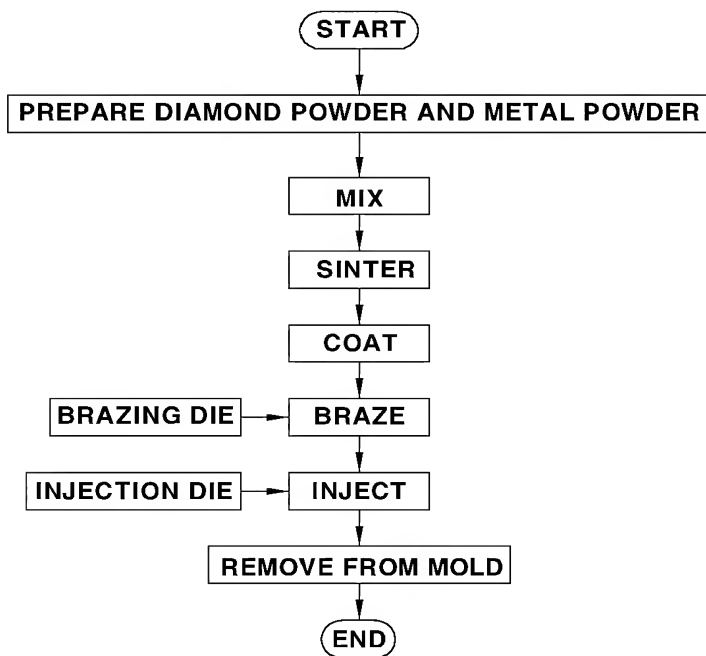 START
PREPARE DIAMOND POWDER AND METAL POWDER
MIX
SINTER
COAT
BRAZING DIE
BRAZE
INJECTION DIE
INJECT
REMOVE FROM MOLD
END